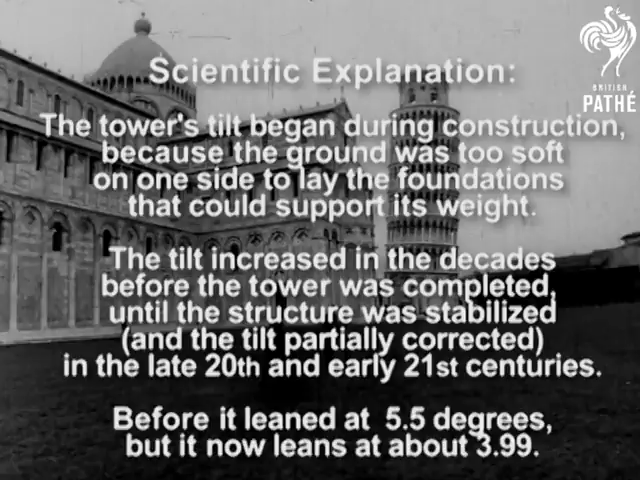 BRITISH
PATHÉ
Scientific Explanation:
The tower's tilt began during construction,
because the ground was too soft
on one side to lay the foundations
that could support its weight.
The tilt increased in the decades
before the tower was completed,
until the structure was stabilized
(and the tilt partially corrected)
in the late 20th and early 21st centuries.
Before it leaned at 5.5 degrees,
but it now leans at about 3.99.